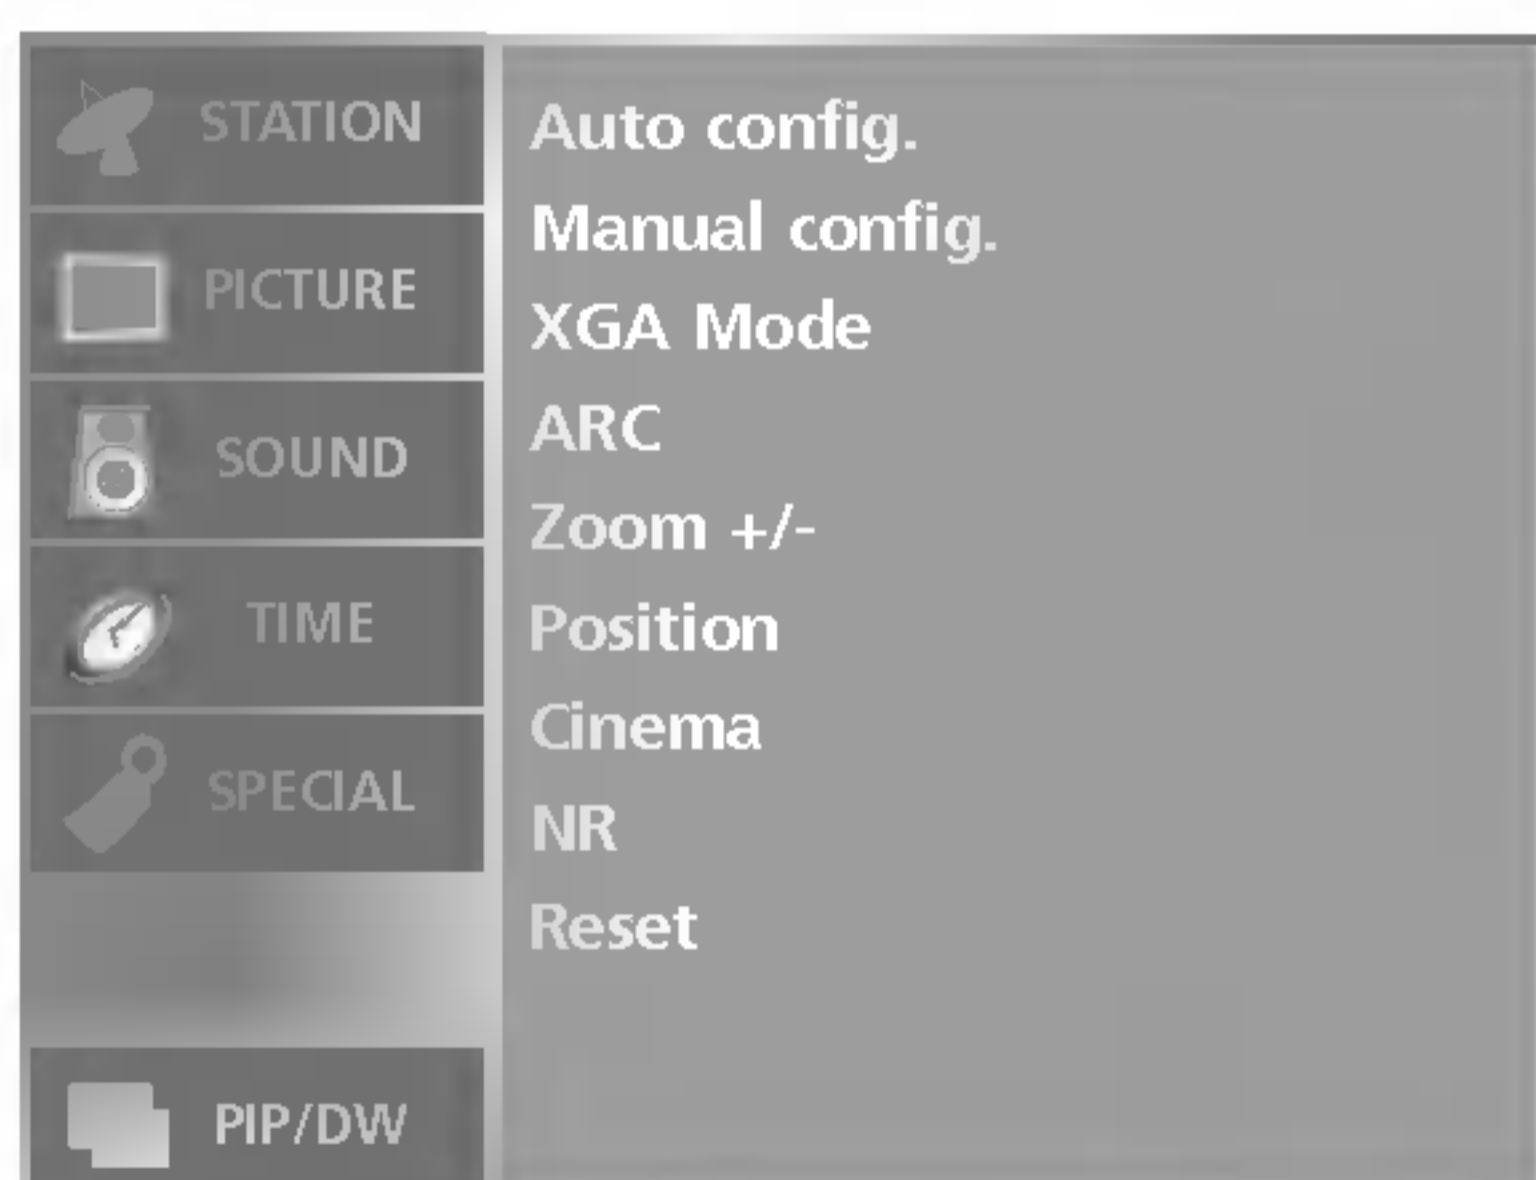 STATION
PICTURE
SOUND
TIME
SPECIAL
PIP/DW
Auto config.
Manual config.
XGA Mode
ARC
Zoom +/-
Position
Cinema
NR
Reset